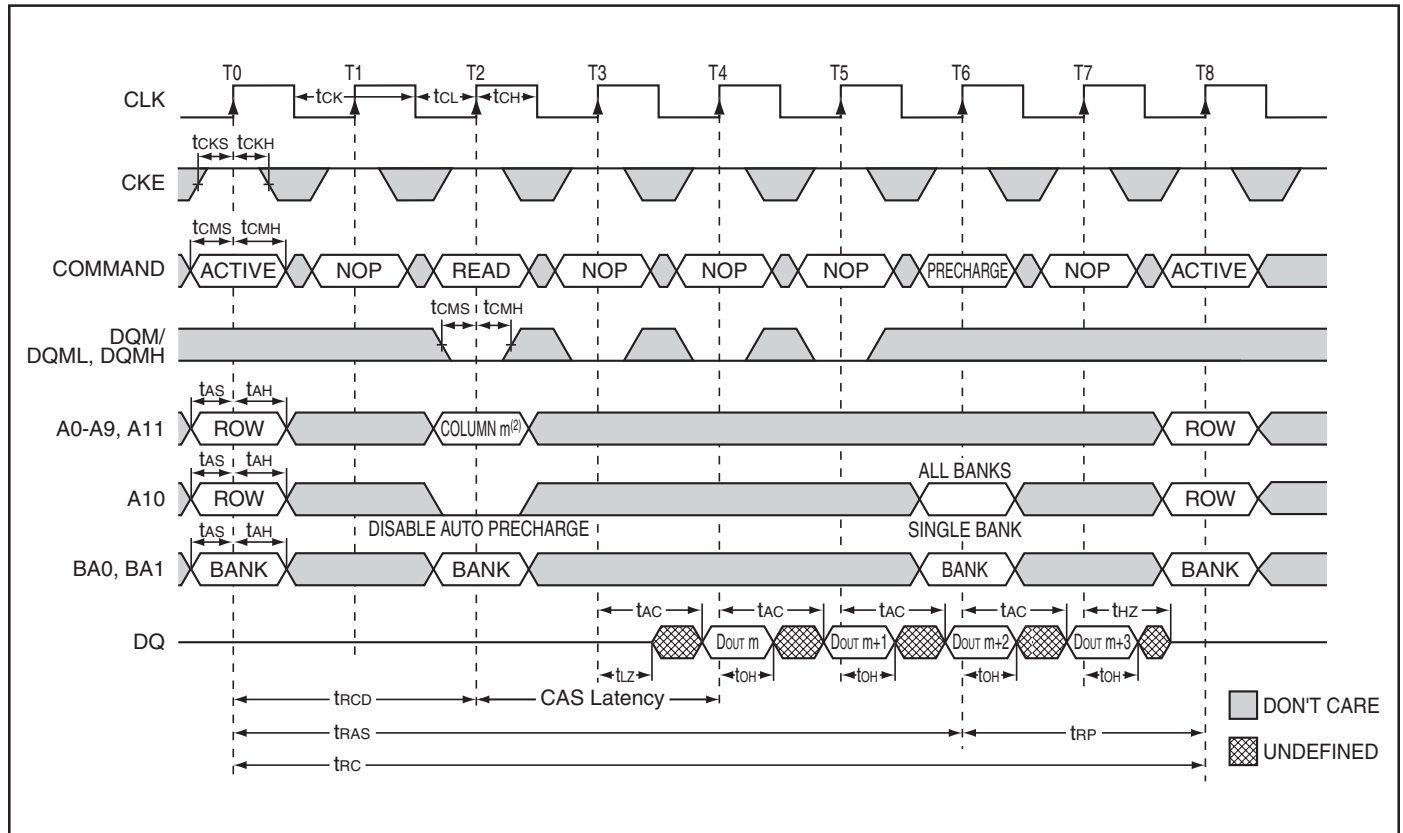 T0 T1 T2 T3 T4 T5 T6 T7 T8
CLK tCK tCL tCH
tCKS tCKH
CKE
tCMS tCMH
COMMAND ACTIVE NOP READ NOP NOP NOP PRECHARGE NOP ACTIVE
tCMS tCMH
DQM/
DQML, DQMH
tAS tAH
A0-A9, A11 ROW COLUMN m(2) ROW
tAS tAH ALL BANKS
A10 ROW ROW
DISABLE AUTO PRECHARGE SINGLE BANK
tAS tAH
BA0, BA1 BANK BANK BANK BANK
tAC tAC tAC tAC tHZ
DQ DOUT m DOUT m+1 DOUT m+2 DOUT m+3
tLZ tOH tOH tOH tOH
tRCD CAS Latency
DON'T CARE
tRAS tRP
UNDEFINED
tRC